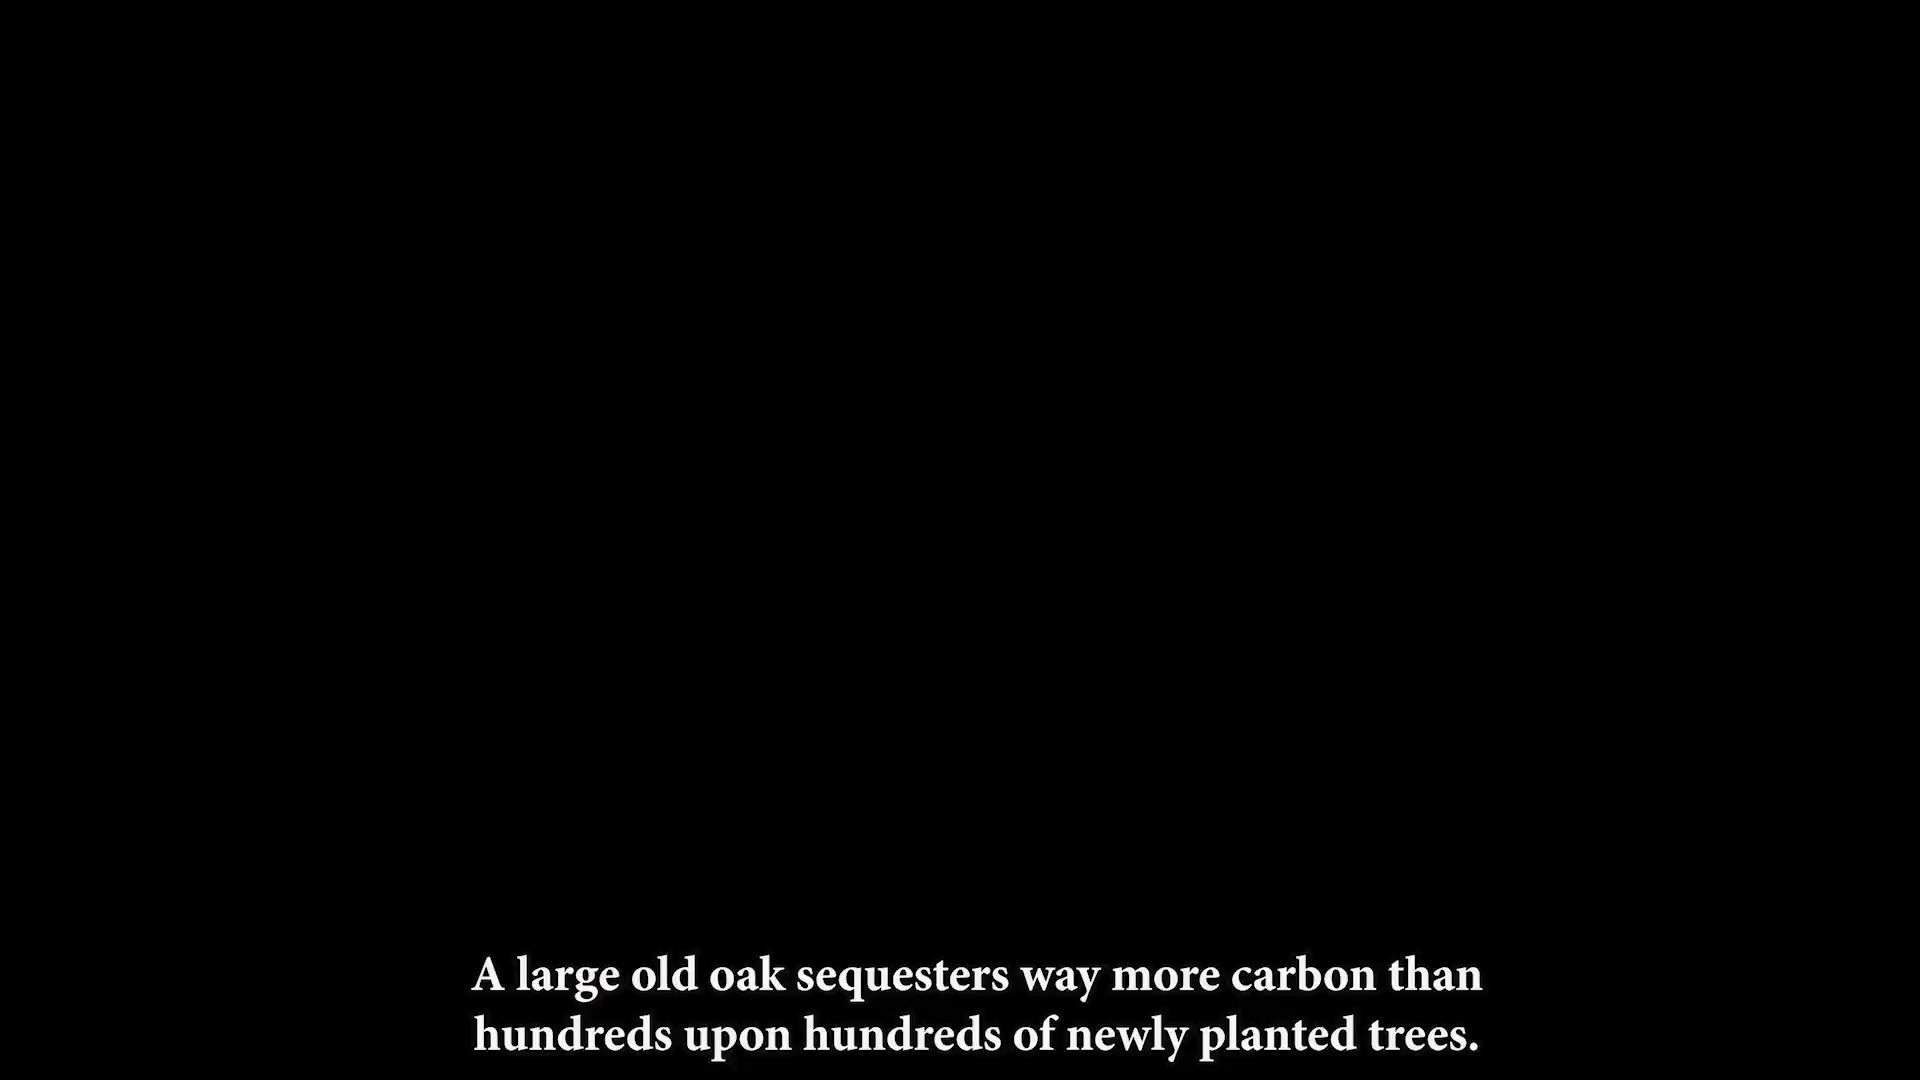 A large old oak sequesters way more carbon than
hundreds upon hundreds of newly planted trees.